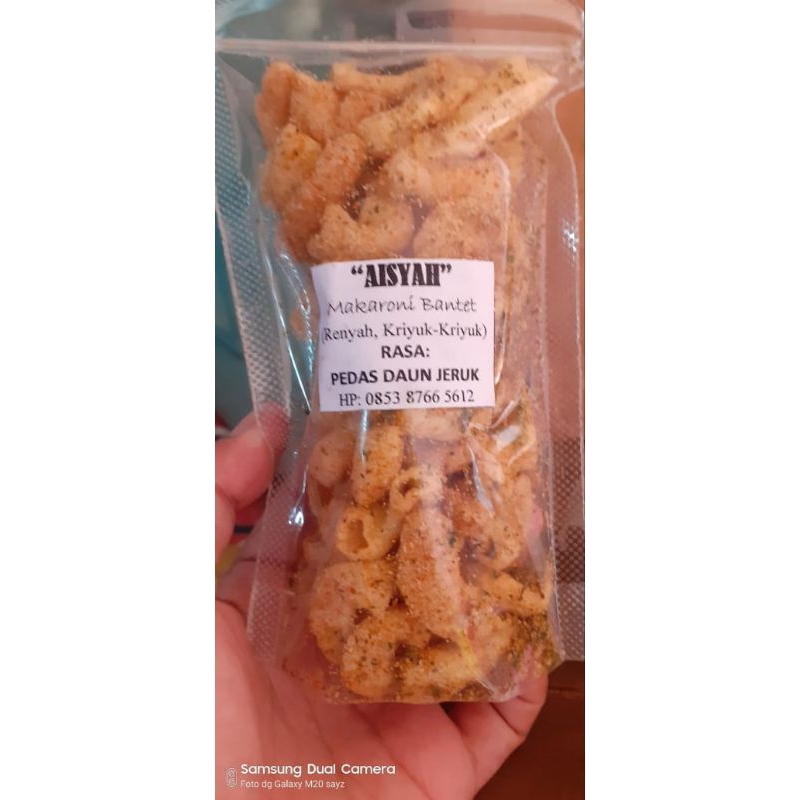 “AISYAH”
Makaroni Bantet
(Renyah, Kriyuk-Kriyuk)
RASA:
PEDAS DAUN JERUK
HP: 0853 8766 5612
Samsung Dual Camera
Foto dg Galaxy M20 sayz